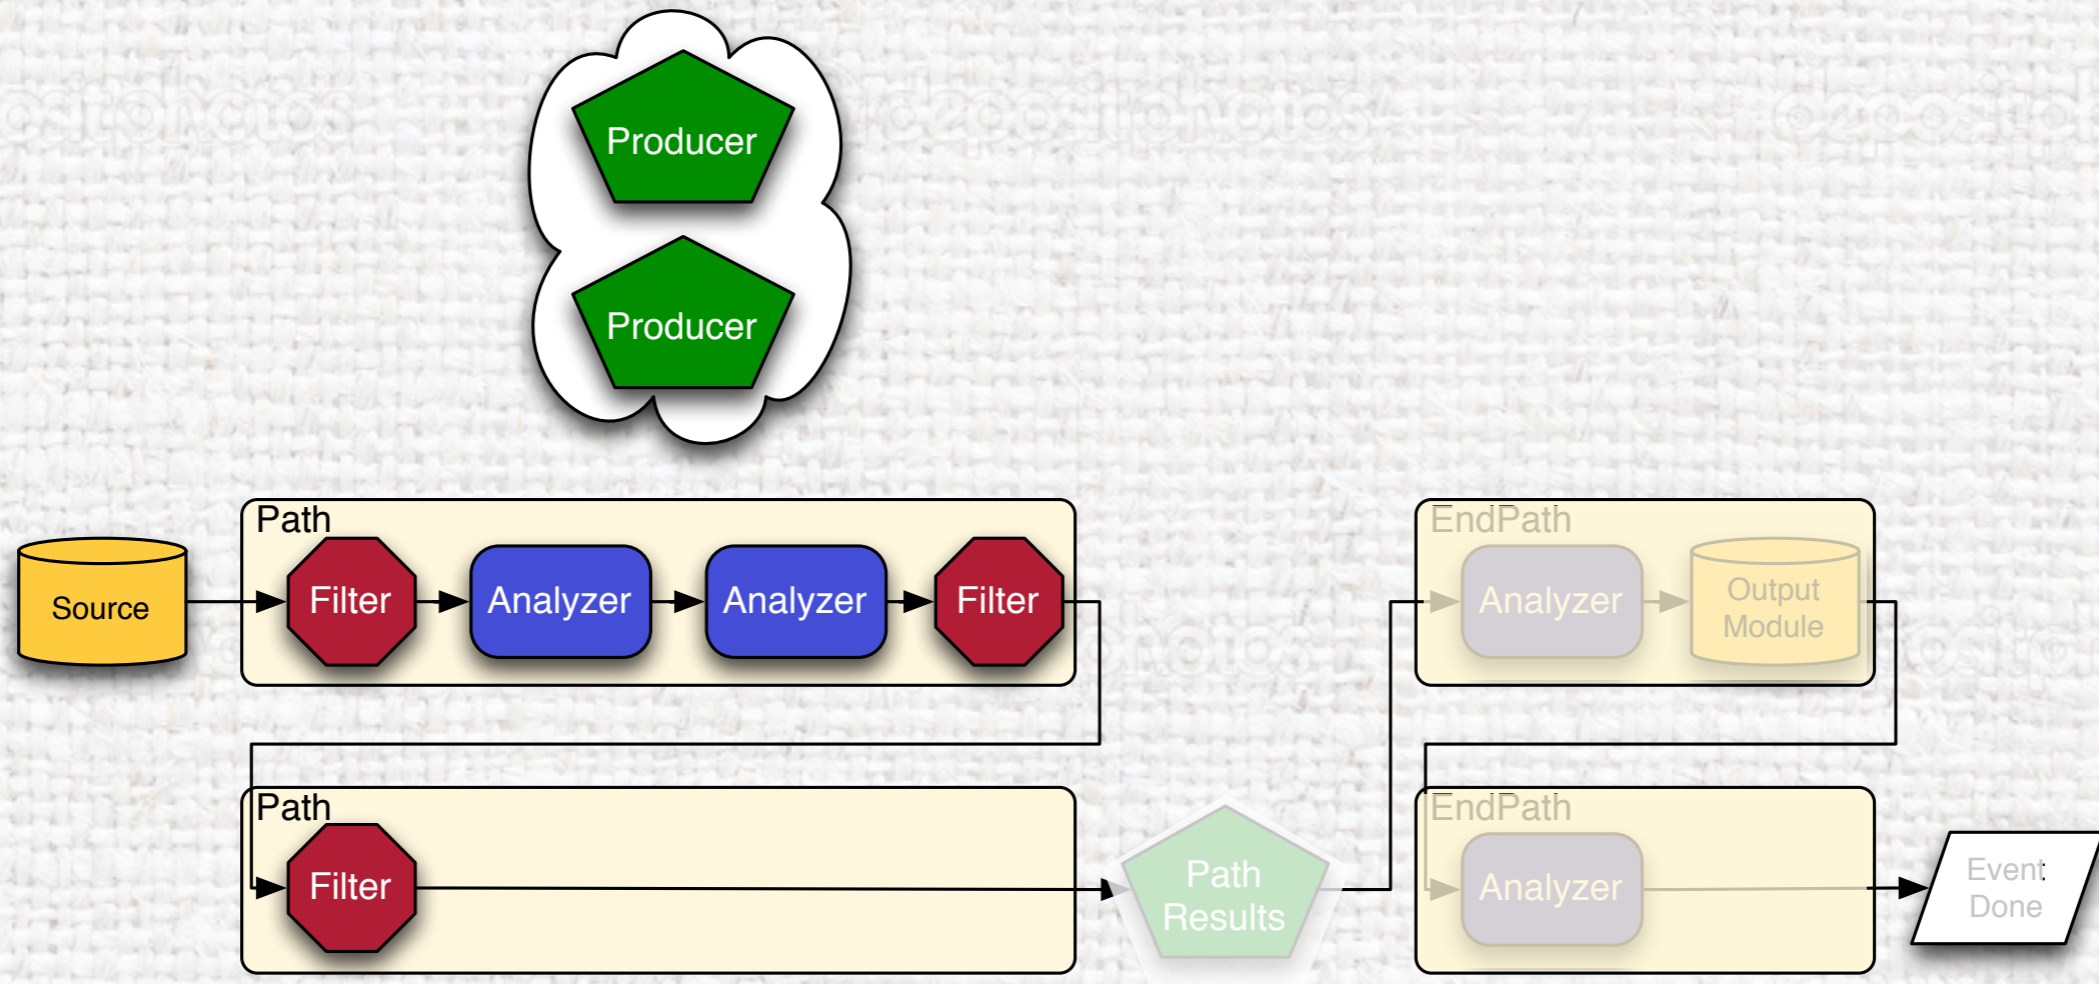 Producer
Producer
Path
Source
Filter
Analyzer
Analyzer
Filter
EndPath
Analyzer
Output
Module
Path
Filter
Path
Results
EndPath
Analyzer
Event
Done